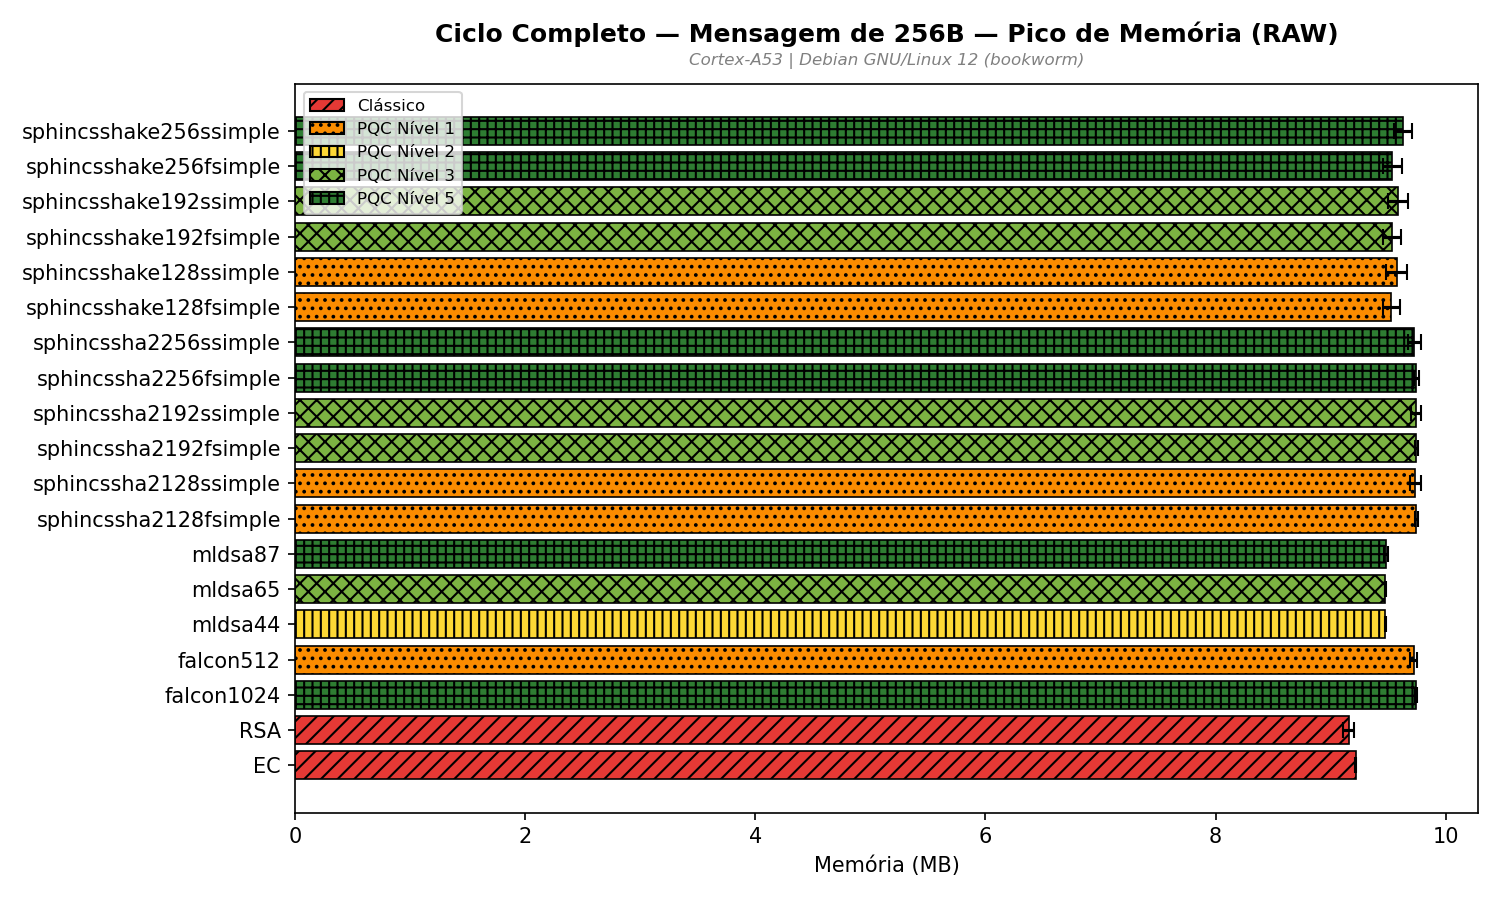 Ciclo Completo — Mensagem de 256B — Pico de Memória (RAW)
Cortex-A53 | Debian GNU/Linux 12 (bookworm)
Clássico
PQC Nível 1
PQC Nível 2
PQC Nível 3
PQC Nível 5
sphincsshake256ssimple
sphincsshake256fsimple
sphincsshake192ssimple
sphincsshake192fsimple
sphincsshake128ssimple
sphincsshake128fsimple
sphincssha2256ssimple
sphincssha2256fsimple
sphincssha2192ssimple
sphincssha2192fsimple
sphincssha2128ssimple
sphincssha2128fsimple
mldsa87
mldsa65
mldsa44
falcon512
falcon1024
RSA
EC
0 2 4 6 8 10
Memória (MB)